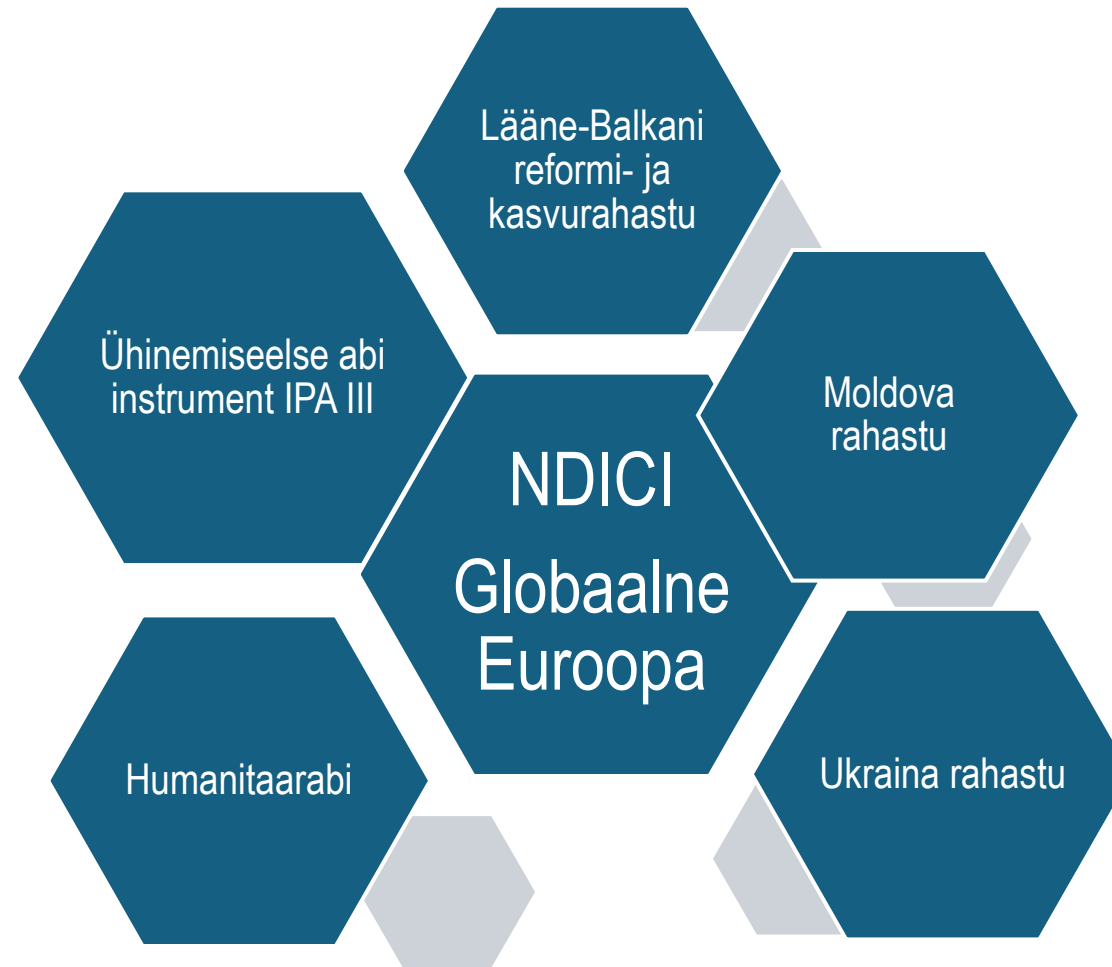 Lääne-Balkani
reformi- ja
kasvurahastu
Ühinemiseelse abi
instrument IPA III
Moldova
rahastu
NDICI
Globaalne
Euroopa
Humanitaarabi
Ukraina rahastu